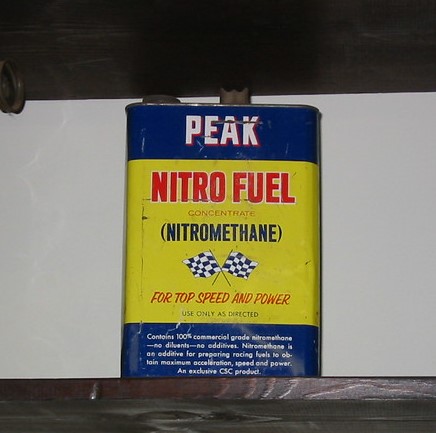 PEAK
NITRO FUEL
CONCENTRATE
(NITROMETHANE)
FOR TOP SPEED AND POWER
USE ONLY AS DIRECTED
Contains 100% commercial grade nitromethane
—no diluents—no additives. Nitromethane is
an additive for preparing racing fuels to ob-
tain maximum acceleration, speed and power.
An exclusive CSC product.